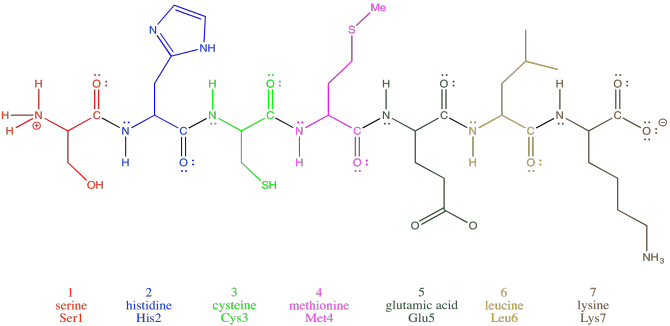 Me
S
N
NH
H
H
O
H
O
H
O
H
H
N
H
⊕
C
N
C
N
C
N
C
N
C
N
C
N
C
O
⊖
H
O
H
O
H
O
OH
SH
O
C
O
NH3
1 2 3 4 5 6 7
serine histidine cysteine methionine glutamic acid leucine lysine
Ser1 His2 Cys3 Met4 Glu5 Leu6 Lys7